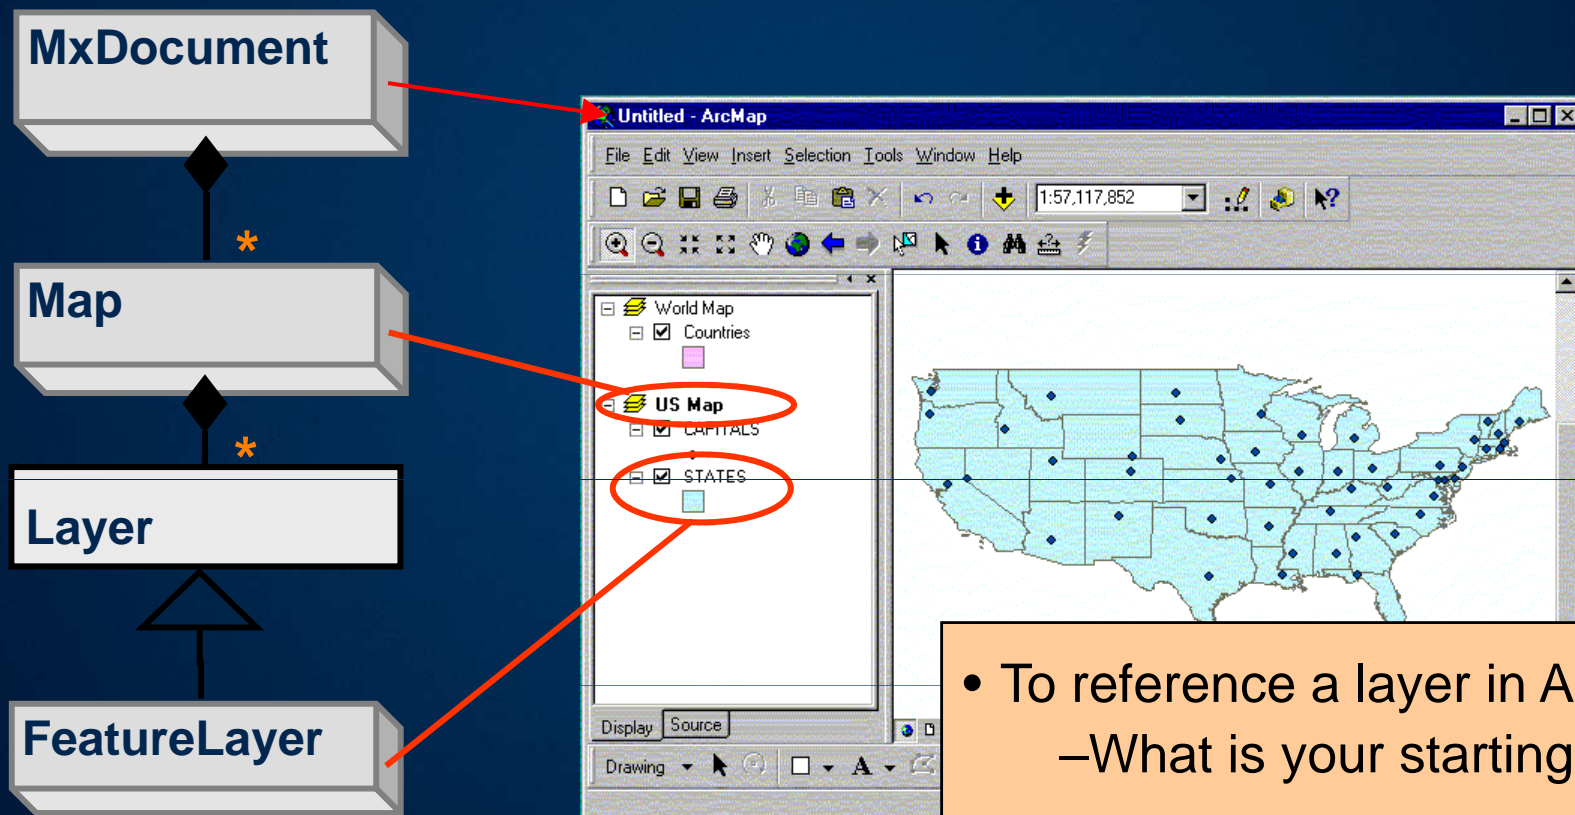 MxDocument
*
Map
*
Layer
FeatureLayer
Untitled - ArcMap
File Edit View Insert Selection Tools Window Help
1:57,117,852
World Map
Countries
US Map
CAPITALS
STATES
Display Source
Drawing A
• To reference a layer in A
–What is your starting